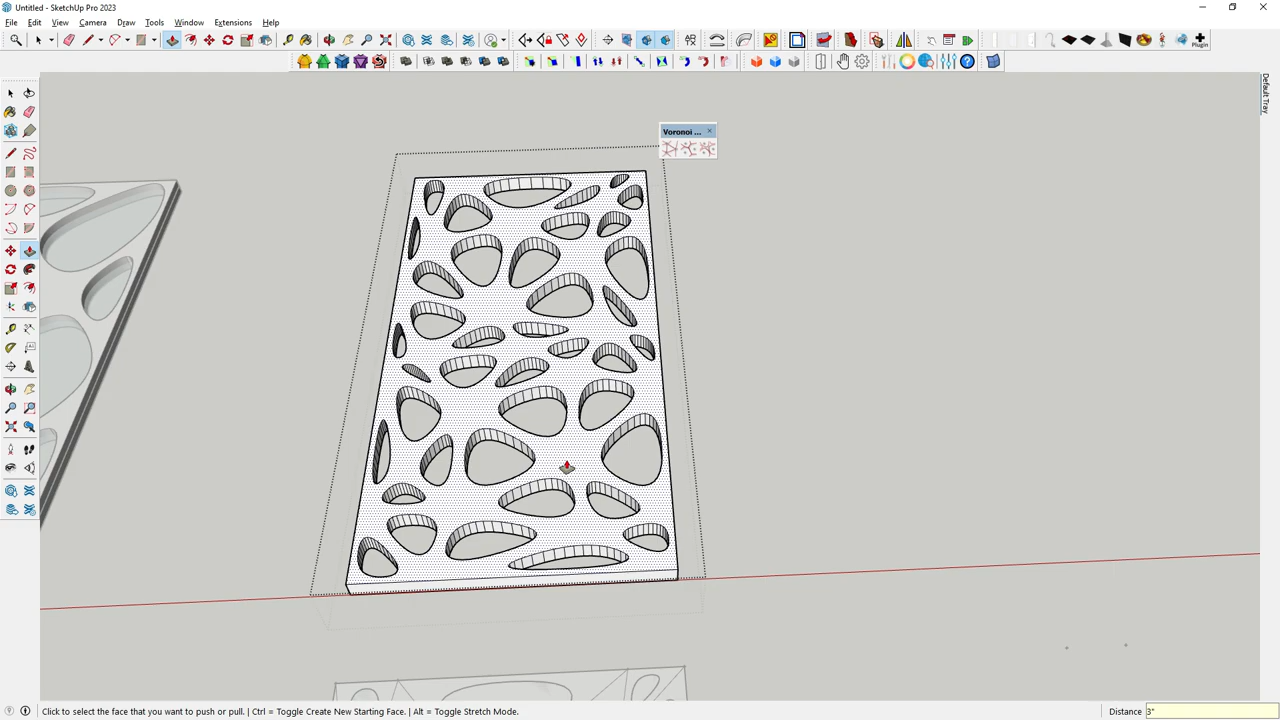 Untitled - SketchUp Pro 2023
File Edit View Camera Draw Tools Window Extensions Help
Plugin
Default Tray
Voronoi ...
Click to select the face that you want to push or pull. | Ctrl = Toggle Create New Starting Face. | Alt = Toggle Stretch Mode.
Distance 3"